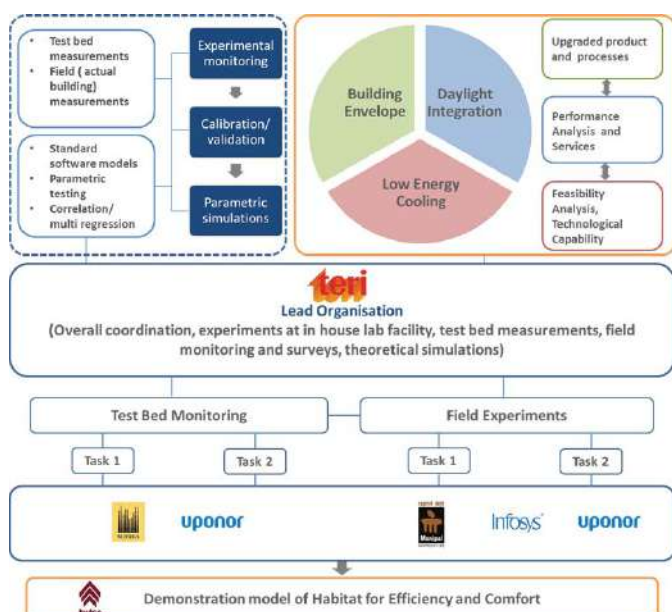 • Test bed
measurements
• Field ( actual
building)
measurements
Experimental
monitoring
Calibration/
validation
Parametric
simulations
• Standard
software models
• Parametric
testing
• Correlation/
multi regression
Building
Envelope
Daylight
Integration
Low Energy
Cooling
Upgraded product
and processes
Performance
Analysis and
Services
Feasibility
Analysis,
Technological
Capability
teri
Lead Organisation
(Overall coordination, experiments at in house lab facility, test bed measurements, field
monitoring and surveys, theoretical simulations)
Test Bed Monitoring
Field Experiments
Task 1
Task 2
Task 1
Task 2
uponor
Manipal
Infosys
uponor
Demonstration model of Habitat for Efficiency and Comfort